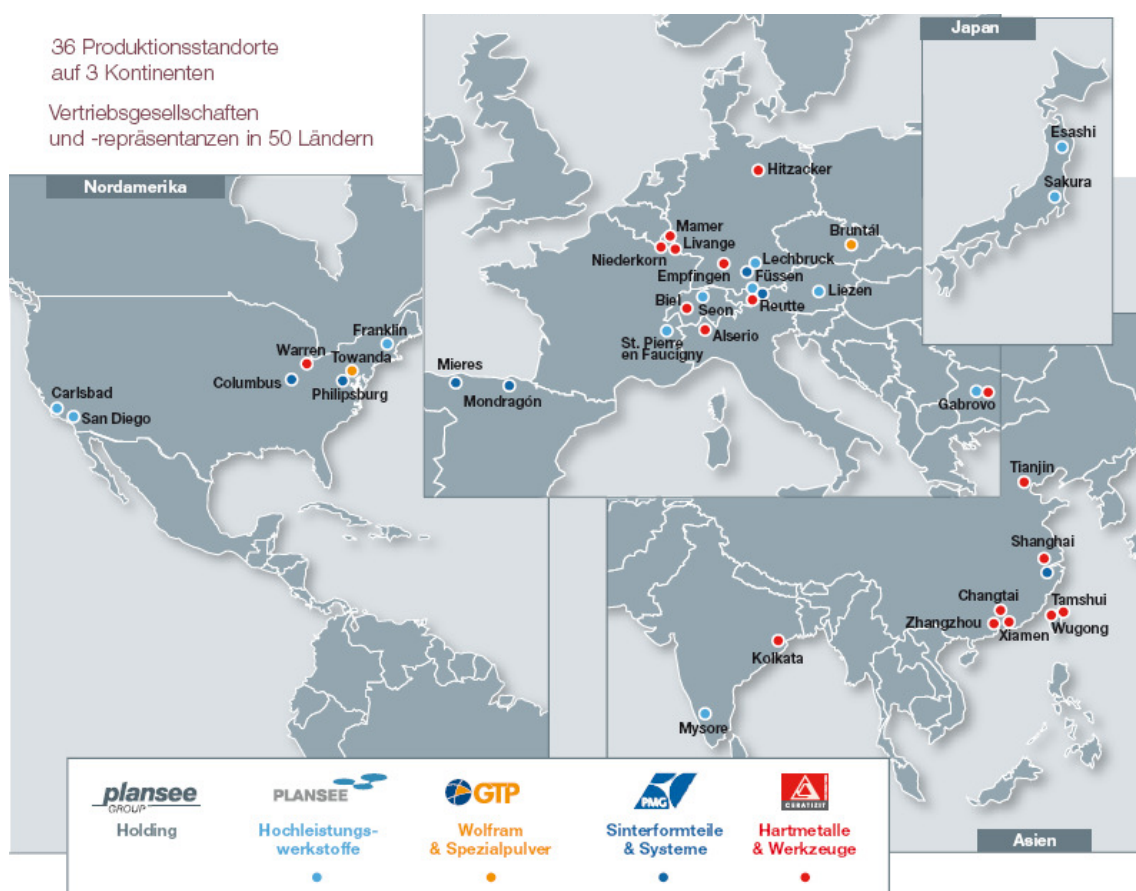 36 Produktionsstandorte
auf 3 Kontinenten
Vertriebsgesellschaften
und -repräsentanzen in 50 Ländern
Nordamerika
Franklin
Warren
Towanda
Columbus
Philipsburg
Carlsbad
San Diego
Hitzacker
Mamer
Livange
Niederkorn
Bruntál
Lechbruck
Empfingen
Füssen
Liezen
Biel
Seon
Reutte
St. Pierre
en Faucigny
Alserio
Mieres
Mondragón
Gabrovo
Japan
Esashi
Sakura
Tianjin
Shanghai
Changtai
Tamshui
Zhangzhou
Xiamen
Wugong
Kolkata
Mysore
Asien
plansee
GROUP
Holding
PLANSEE
Hochleistungs-
werkstoffe
GTP
Wolfram
& Spezialpulver
PMG
Sinterformteile
& Systeme
CERATIZIT
Hartmetalle
& Werkzeuge